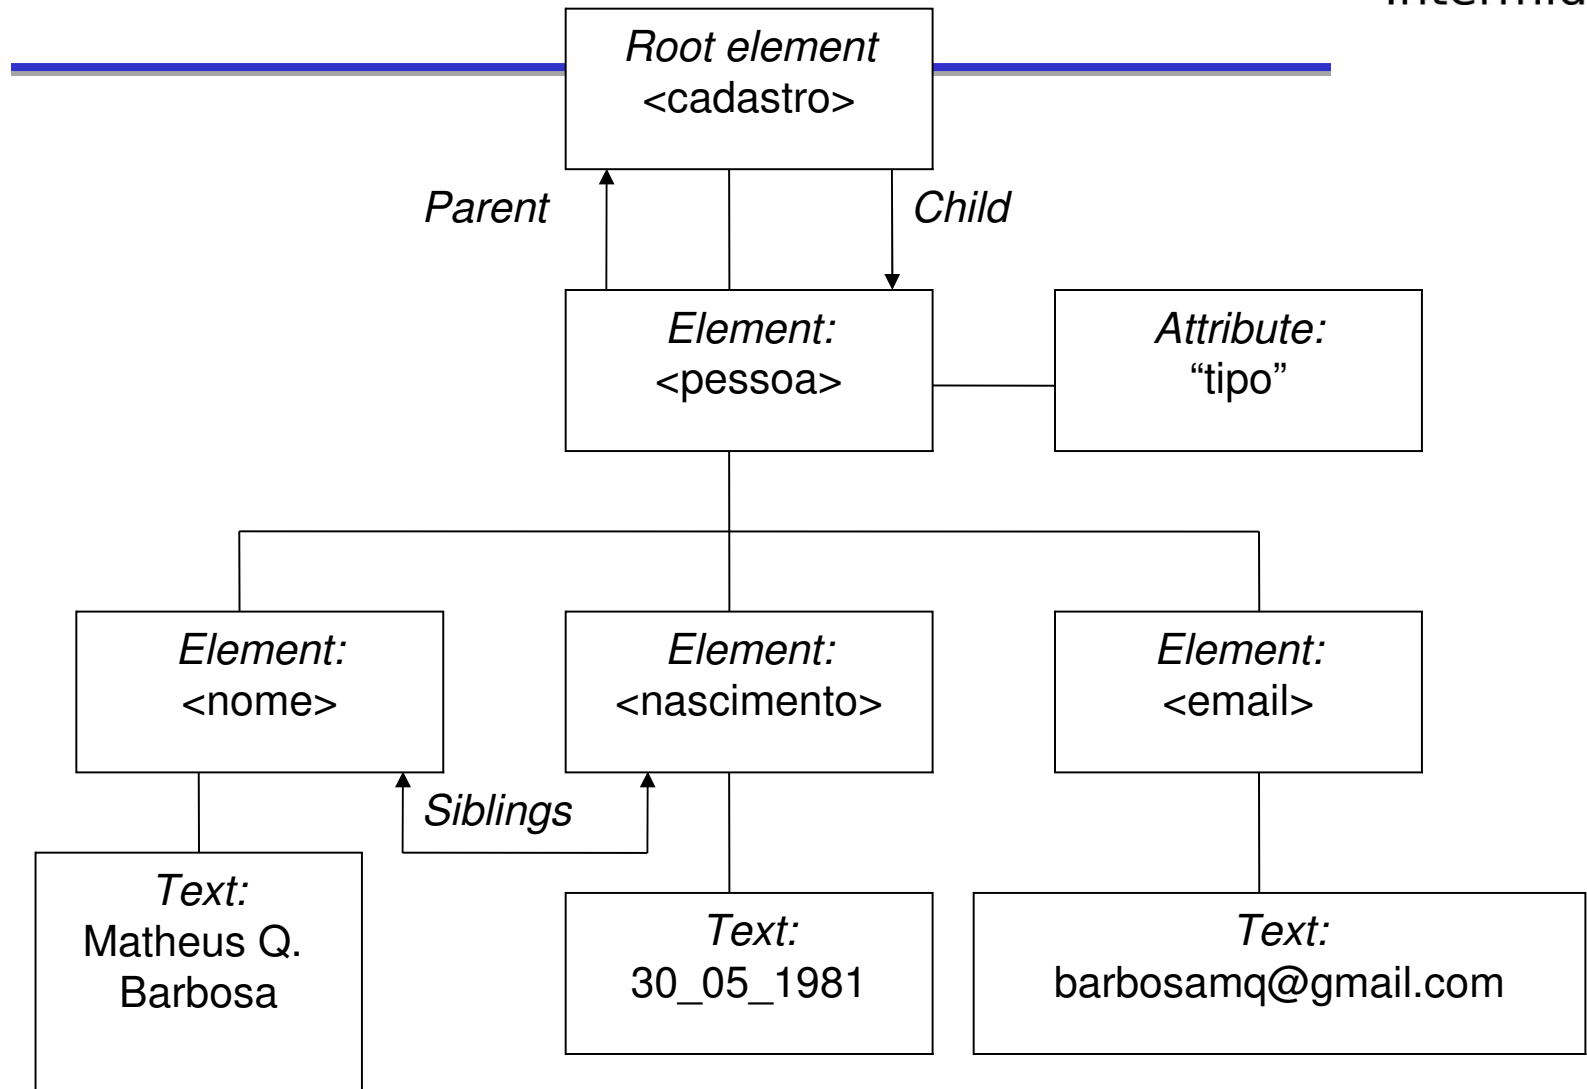 Root element
<cadastro>
Parent
Child
Element:
<pessoa>
Attribute:
“tipo”
Element:
<nome>
Element:
<nascimento>
Element:
<email>
Siblings
Text:
Matheus Q.
Barbosa
Text:
30_05_1981
Text:
barbosamq@gmail.com